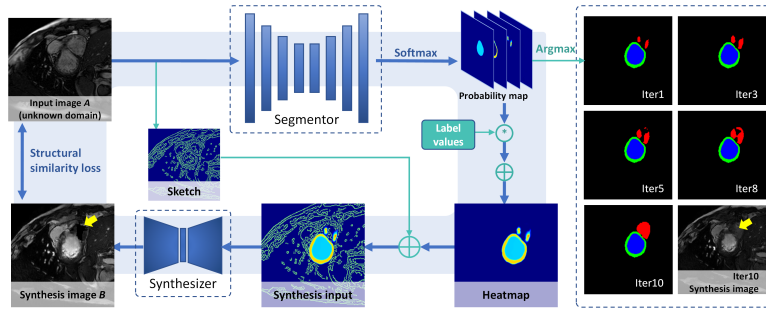 Input image A
(unknown domain)
Segmentor
Softmax
Probability map
Argmax
Iter1
Iter3
Structural
similarity loss
Sketch
Label
values
*
Iter5
Iter8
Synthesis image B
Synthesizer
Synthesis input
Heatmap
Iter10
Iter10
Synthesis image